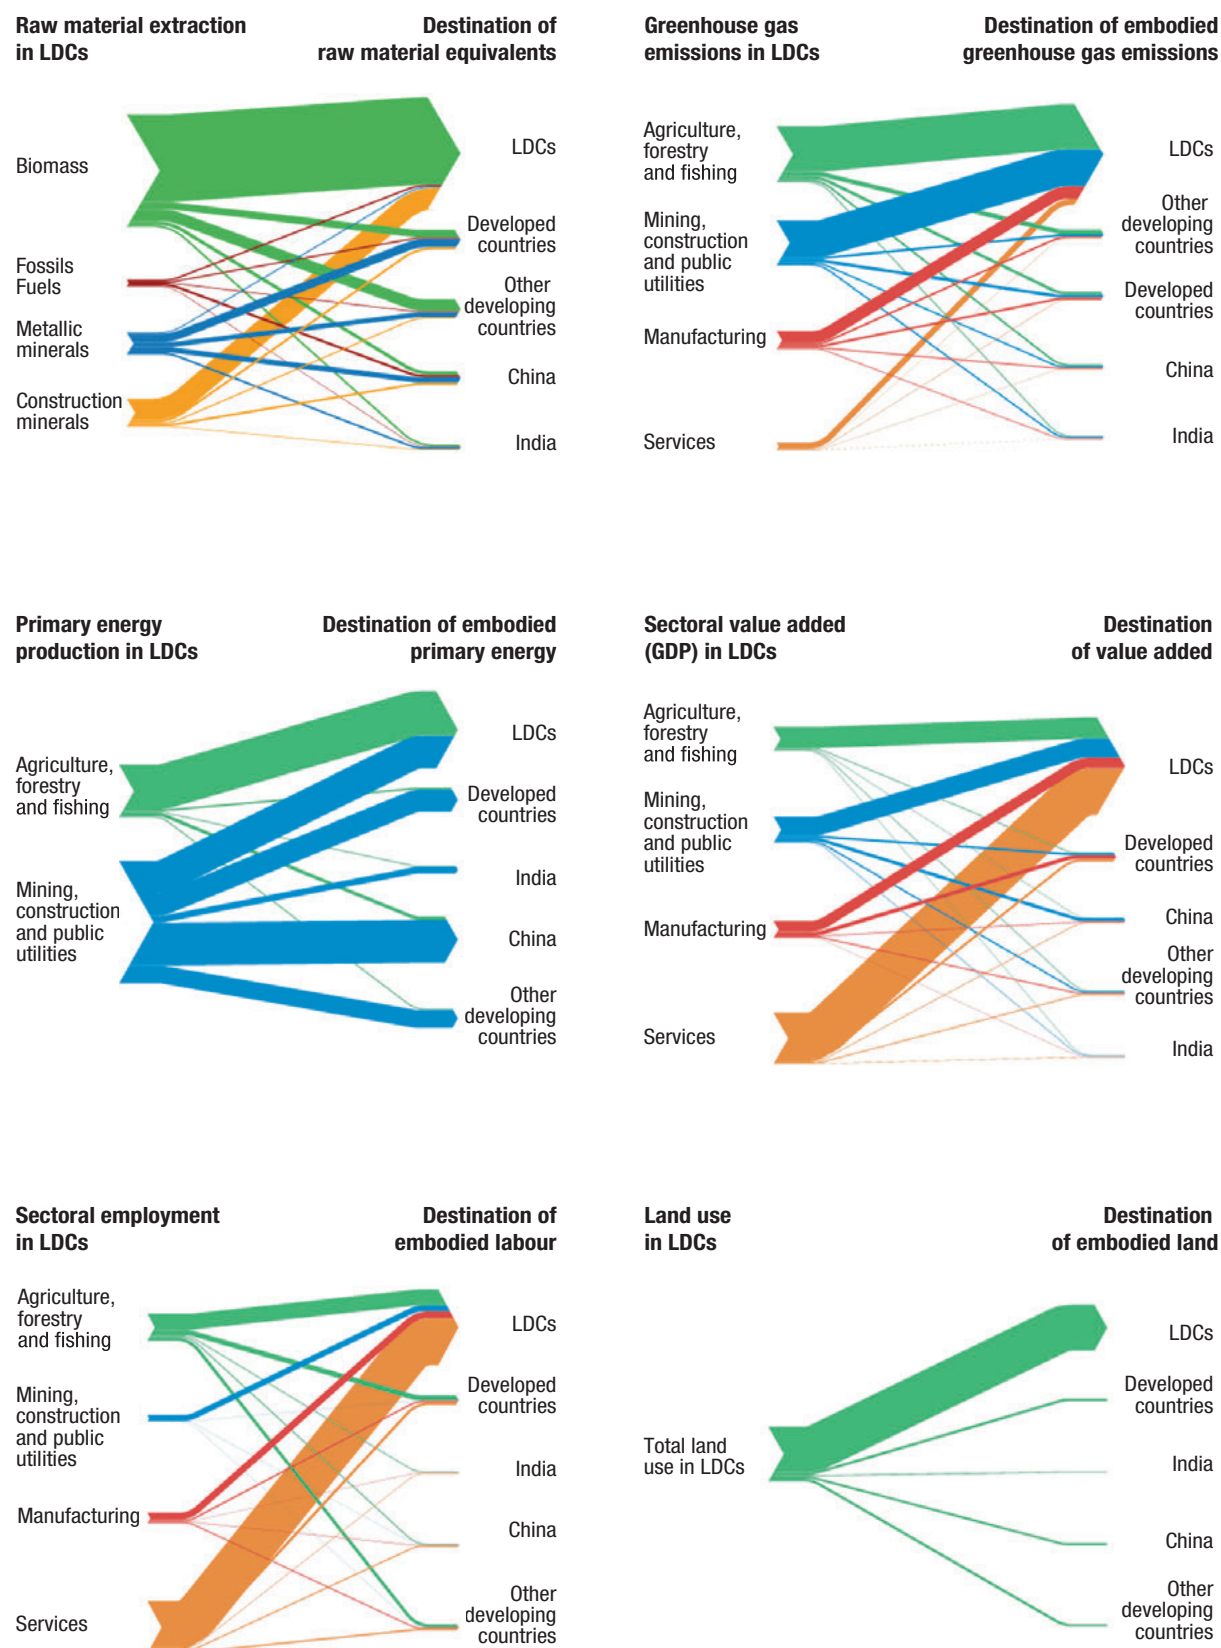 Raw material extraction
in LDCs
Destination of
raw material equivalents
Biomass
Fossils
Fuels
Metallic
minerals
Construction
minerals
LDCs
Developed
countries
Other
developing
countries
China
India
Greenhouse gas
emissions in LDCs
Destination of embodied
greenhouse gas emissions
Agriculture,
forestry
and fishing
Mining,
construction
and public
utilities
Manufacturing
Services
LDCs
Other
developing
countries
Developed
countries
China
India
Primary energy
production in LDCs
Destination of embodied
primary energy
Agriculture,
forestry
and fishing
Mining,
construction
and public
utilities
LDCs
Developed
countries
India
China
Other
developing
countries
Sectoral value added
(GDP) in LDCs
Destination
of value added
Agriculture,
forestry
and fishing
Mining,
construction
and public
utilities
Manufacturing
Services
LDCs
Developed
countries
China
Other
developing
countries
India
Sectoral employment
in LDCs
Destination of
embodied labour
Agriculture,
forestry
and fishing
Mining,
construction
and public
utilities
Manufacturing
Services
LDCs
Developed
countries
India
China
Other
developing
countries
Land use
in LDCs
Destination
of embodied land
Total land
use in LDCs
LDCs
Developed
countries
India
China
Other
developing
countries